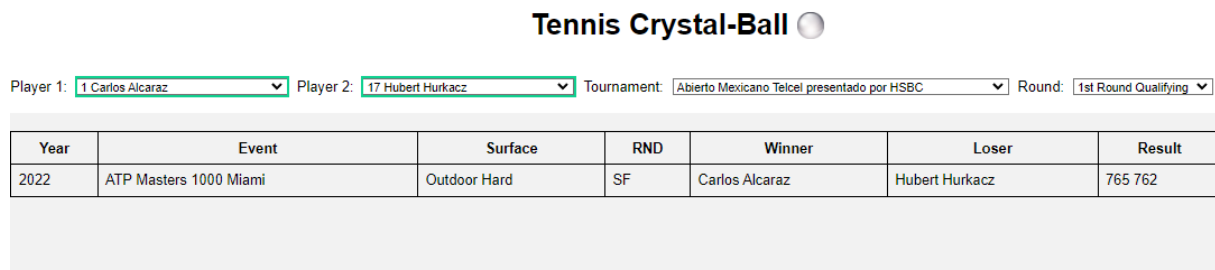 Tennis Crystal-Ball
Player 1: 1 Carlos Alcaraz Player 2: 17 Hubert Hurkacz Tournament: Abierto Mexicano Telcel presentado por HSBC Round: 1st Round Qualifying
Year Event Surface RND Winner Loser Result
2022 ATP Masters 1000 Miami Outdoor Hard SF Carlos Alcaraz Hubert Hurkacz 765 762